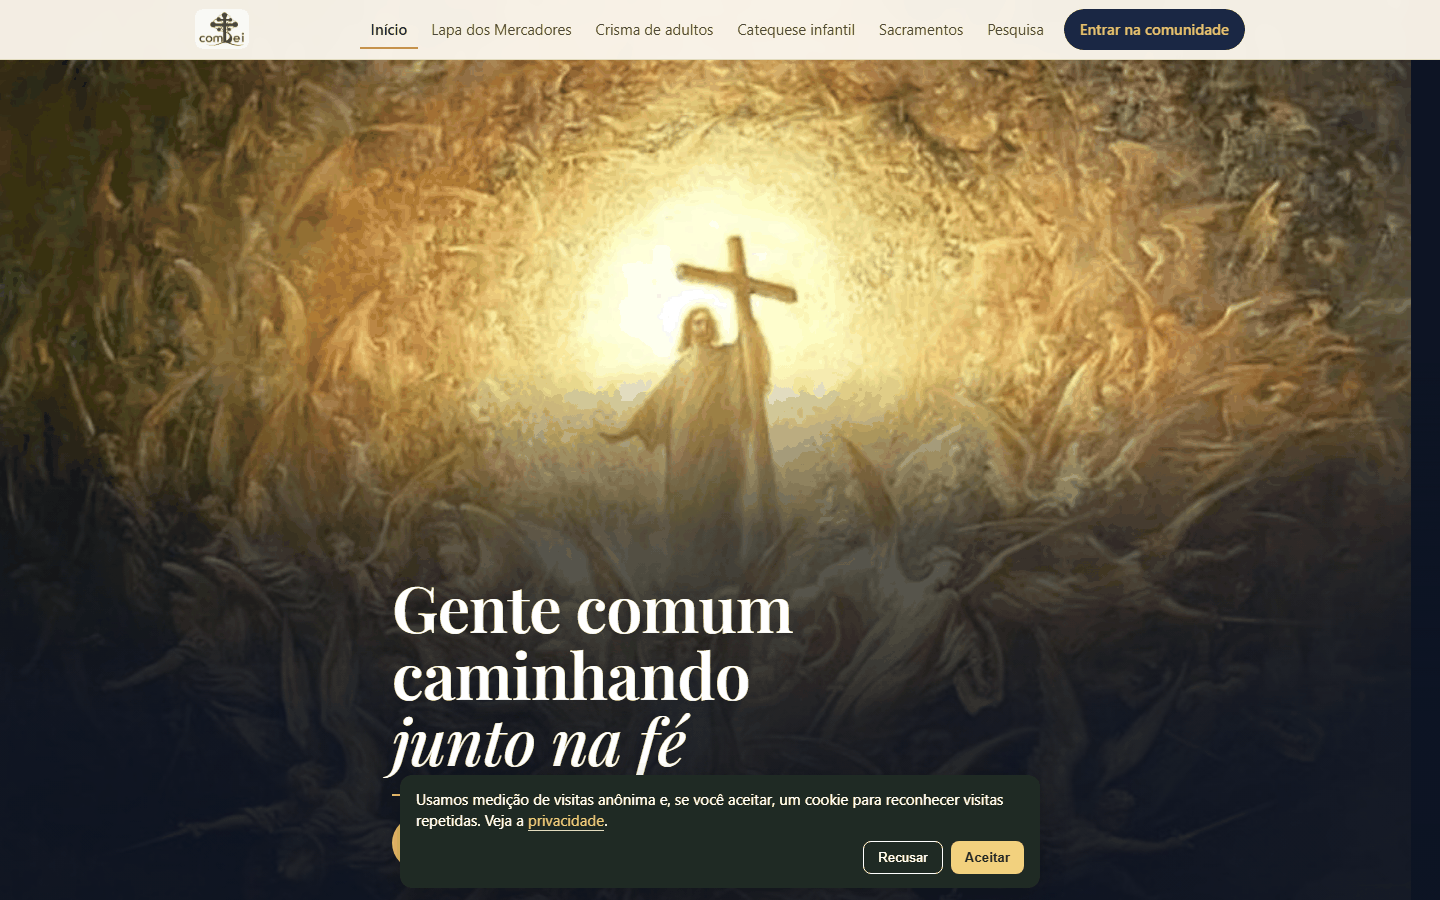 comDei
Início
Lapa dos Mercadores
Crisma de adultos
Catequese infantil
Sacramentos
Pesquisa
Entrar na comunidade
Gente comum
caminhando
junto na fé
Usamos medição de visitas anônima e, se você aceitar, um cookie para reconhecer visitas
repetidas. Veja a privacidade.
Recusar
Aceitar